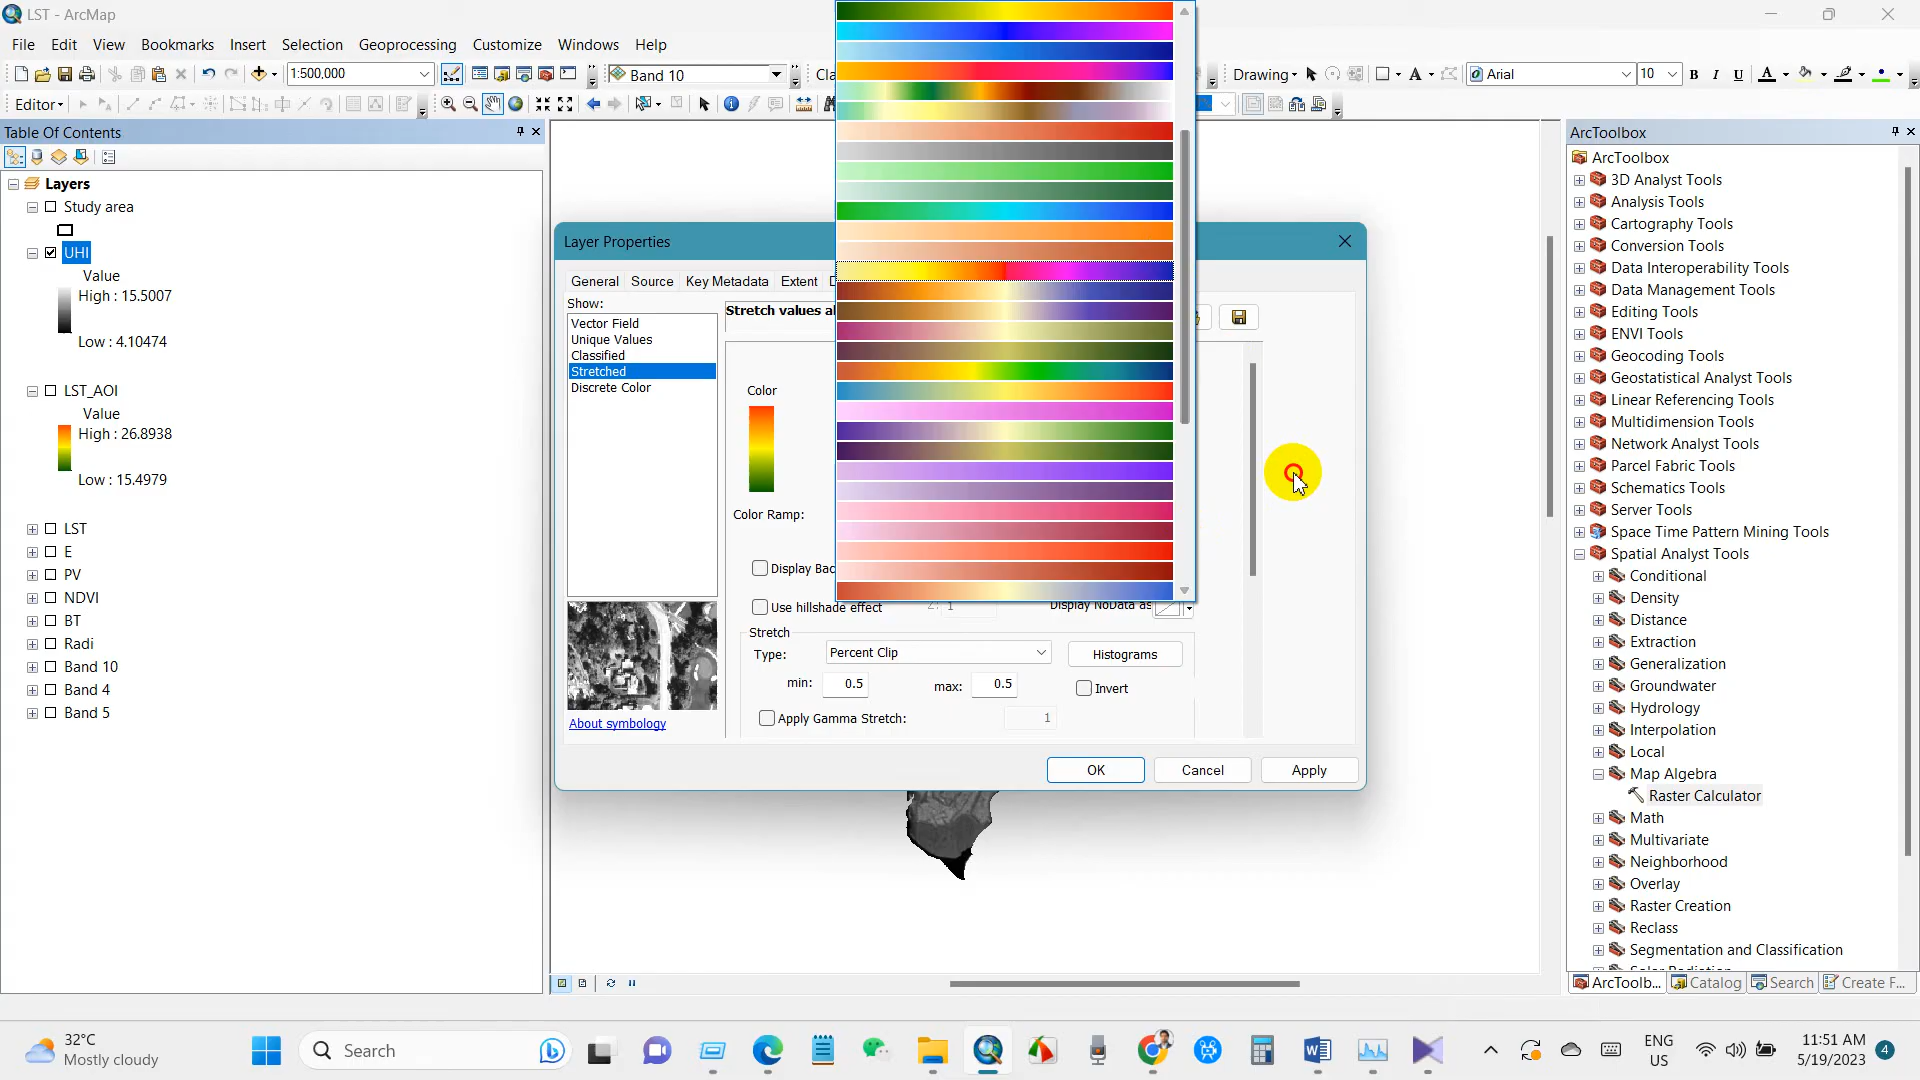 LST - ArcMap
File Edit View Bookmarks Insert Selection Geoprocessing Customize Windows Help
1:500,000
Band 10
Cla
Drawing
Arial
10
B I U A
Editor
Table Of Contents
Layers
Study area
UHI
Value
High : 15.5007
Low : 4.10474
LST_AOI
Value
High : 26.8938
Low : 15.4979
LST
E
PV
NDVI
BT
Radi
Band 10
Band 4
Band 5
Layer Properties
General Source Key Metadata Extent D
Show:
Vector Field
Unique Values
Classified
Stretched
Discrete Color
About symbology
Stretch values al
Color
Color Ramp:
Display Bac
Use hillshade effect Z: 1 Display NoData as
Stretch
Type: Percent Clip Histograms
min: 0.5 max: 0.5 Invert
Apply Gamma Stretch: 1
OK Cancel Apply
ArcToolbox
ArcToolbox
3D Analyst Tools
Analysis Tools
Cartography Tools
Conversion Tools
Data Interoperability Tools
Data Management Tools
Editing Tools
ENVI Tools
Geocoding Tools
Geostatistical Analyst Tools
Linear Referencing Tools
Multidimension Tools
Network Analyst Tools
Parcel Fabric Tools
Schematics Tools
Server Tools
Space Time Pattern Mining Tools
Spatial Analyst Tools
Conditional
Density
Distance
Extraction
Generalization
Groundwater
Hydrology
Interpolation
Local
Map Algebra
Raster Calculator
Math
Multivariate
Neighborhood
Overlay
Raster Creation
Reclass
Segmentation and Classification
Solar Radiation
ArcToolb... Catalog Search Create F...
32°C
Mostly cloudy
Search
ENG
US
11:51 AM
5/19/2023
4